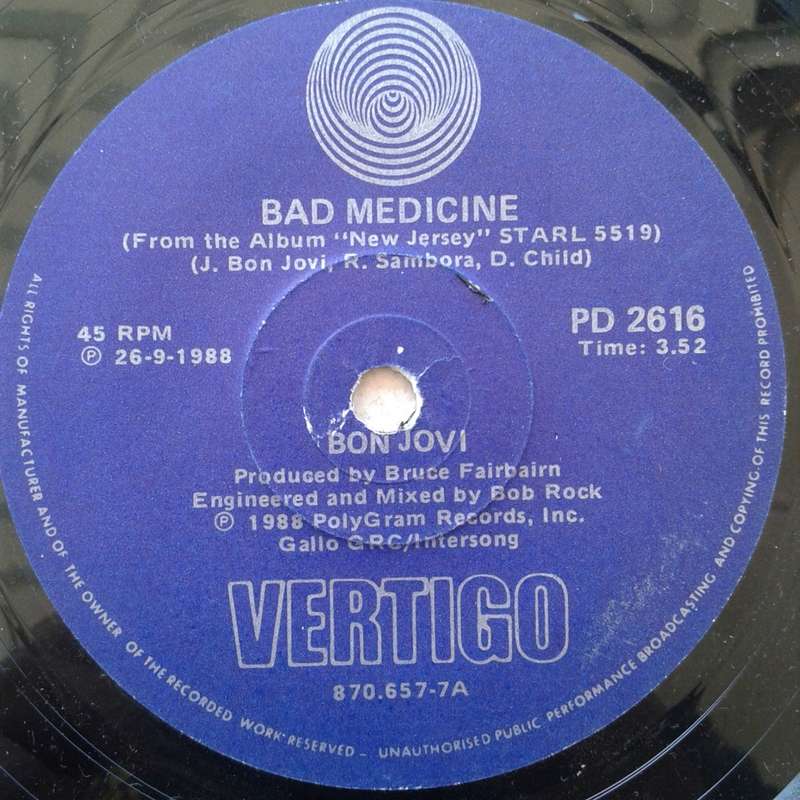 BAD MEDICINE
(From the Album "New Jersey" STARL 5519)
(J. Bon Jovi, R. Sambora, D. Child)
45 RPM
℗ 26-9-1988
PD 2616
Time: 3.52
BON JOVI
Produced by Bruce Fairbairn
Engineered and Mixed by Bob Rock
℗ 1988 PolyGram Records, Inc.
Gallo GRC/Intersong
VERTIGO
870.657-7A
ALL RIGHTS OF MANUFACTURER AND OF THE OWNER OF THE RECORDED WORK RESERVED – UNAUTHORISED PUBLIC PERFORMANCE BROADCASTING AND COPYING OF THIS RECORD PROHIBITED